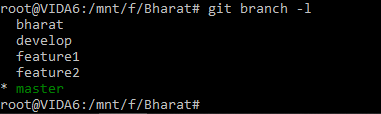 root@VIDA6:/mnt/f/Bharat# git branch -l
  bharat
  develop
  feature1
  feature2
* master
root@VIDA6:/mnt/f/Bharat#